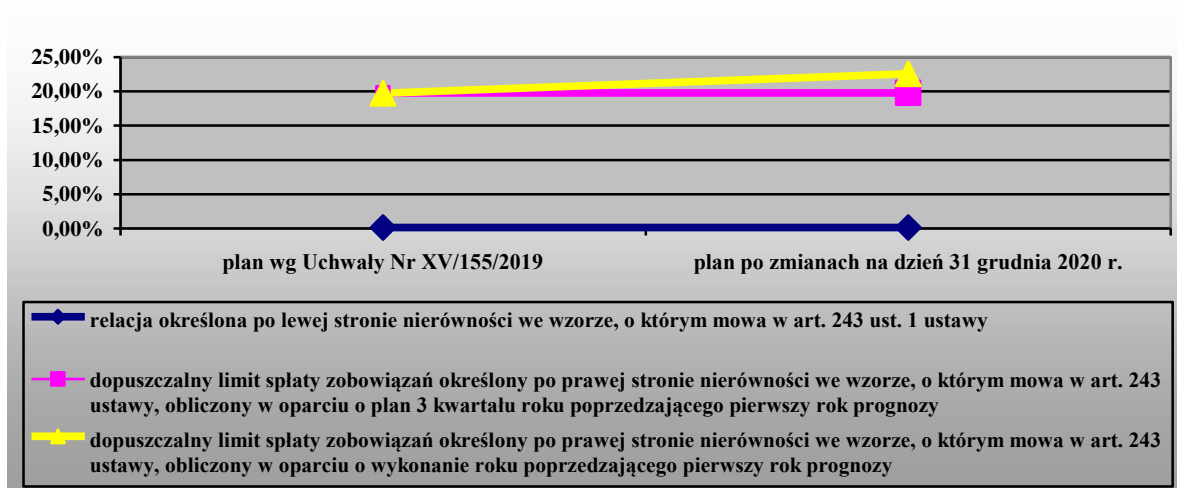 25,00%
20,00%
15,00%
10,00%
5,00%
0,00%
plan wg Uchwały Nr XV/155/2019
plan po zmianach na dzień 31 grudnia 2020 r.
relacja określona po lewej stronie nierówności we wzorze, o którym mowa w art. 243 ust. 1 ustawy
dopuszczalny limit spłaty zobowiązań określony po prawej stronie nierówności we wzorze, o którym mowa w art. 243
ustawy, obliczony w oparciu o plan 3 kwartału roku poprzedzającego pierwszy rok prognozy
dopuszczalny limit spłaty zobowiązań określony po prawej stronie nierówności we wzorze, o którym mowa w art. 243
ustawy, obliczony w oparciu o wykonanie roku poprzedzającego pierwszy rok prognozy